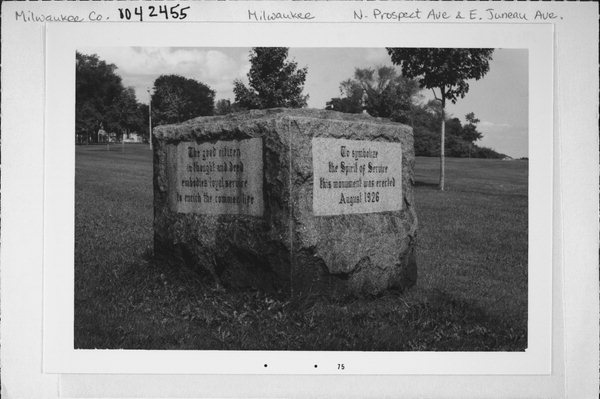 Milwaukee Co. 1042455 Milwaukee N. Prospect Ave & E. Juneau Ave.
The good citizen
in thought and deed
embodies loyal service
to enrich the common life
To symbolize
the Spirit of Service
this monument was erected
August 1926
75